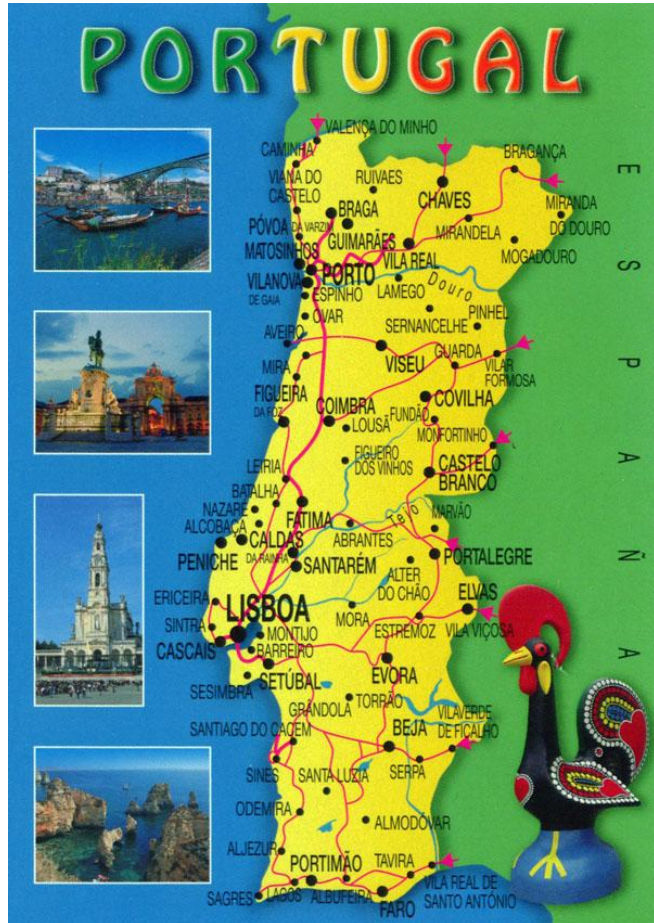 PORTUGAL
VALENÇA DO MINHO
CAMINHA
BRAGANÇA
VIANA DO
CASTELO
RUIVAES
CHAVES
MIRANDA
DO DOURO
BRAGA
PÓVOA DA VARZIM
GUIMARÃES
MIRANDELA
MATOSINHOS
VILA REAL
MOGADOURO
PORTO
VILANOVA
DE GAIA
ESPINHO
LAMEGO
Douro
OVAR
SERNANCELHE
PINHEL
AVEIRO
VISEU
GUARDA
MIRA
VILAR
FORMOSA
FIGUEIRA
DA FOZ
COVILHA
COIMBRA
FUNDÃO
LOUSÃ
MONFORTINHO
FIGUEIRO
DOS VINHOS
LEIRIA
CASTELO
BRANCO
BATALHA
NAZARÉ
FATIMA
Tejo
MARVÃO
ALCOBAÇA
ABRANTES
CALDAS
DA RAINHA
PENICHE
PORTALEGRE
SANTARÉM
ALTER
DO CHÃO
ERICEIRA
LISBOA
ELVAS
MORA
SINTRA
ESTREMOZ
VILA VIÇOSA
MONTIJO
CASCAIS
BARREIRO
SETÚBAL
EVORA
SESIMBRA
TORRÃO
GRÂNDOLA
VILAVERDE
DE FICALHO
SANTIAGO DO CACEM
BEJA
SINES
SANTA LUZIA
SERPA
ODEMIRA
ALMODÓVAR
ALJEZUR
PORTIMÃO
TAVIRA
SAGRES
LAGOS
ALBUFEIRA
FARO
VILA REAL DE
SANTO ANTÓNIO
ESPAÑA